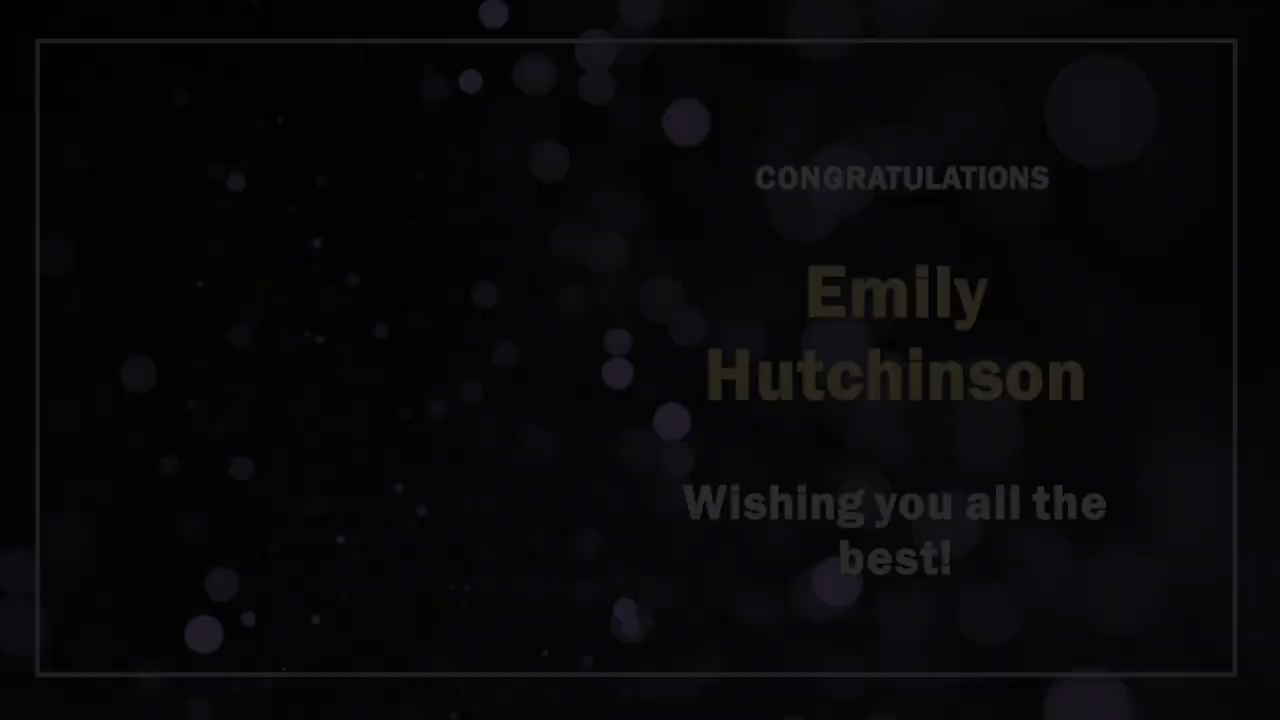 CONGRATULATIONS
Emily
Hutchinson
Wishing you all the
best!